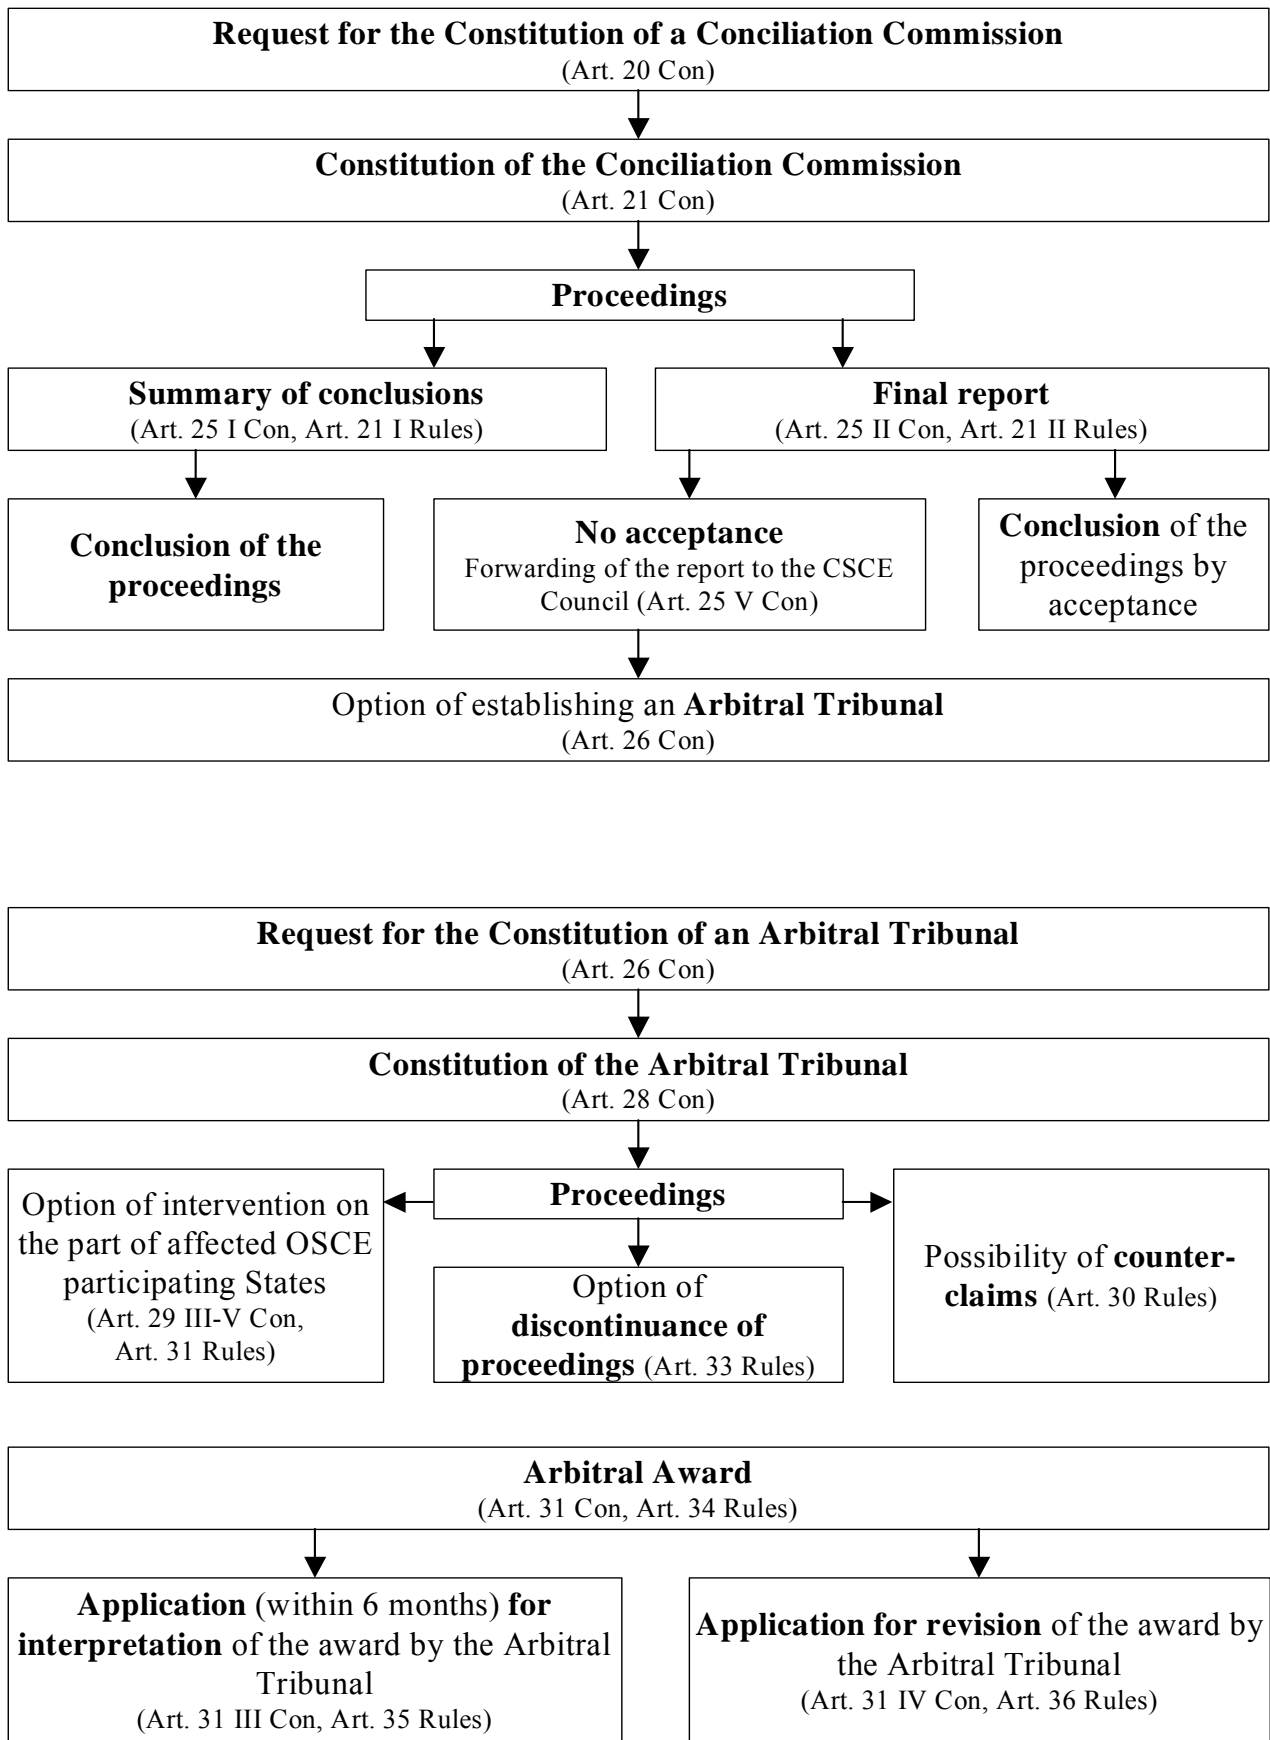 Request for the Constitution of a Conciliation Commission
(Art. 20 Con)
Constitution of the Conciliation Commission
(Art. 21 Con)
Proceedings
Summary of conclusions
(Art. 25 I Con, Art. 21 I Rules)
Final report
(Art. 25 II Con, Art. 21 II Rules)
Conclusion of the
proceedings
No acceptance
Forwarding of the report to the CSCE
Council (Art. 25 V Con)
Conclusion of the
proceedings by
acceptance
Option of establishing an Arbitral Tribunal
(Art. 26 Con)
Request for the Constitution of an Arbitral Tribunal
(Art. 26 Con)
Constitution of the Arbitral Tribunal
(Art. 28 Con)
Option of intervention on
the part of affected OSCE
participating States
(Art. 29 III-V Con,
Art. 31 Rules)
Proceedings
Option of
discontinuance of
proceedings (Art. 33 Rules)
Possibility of counter-
claims (Art. 30 Rules)
Arbitral Award
(Art. 31 Con, Art. 34 Rules)
Application (within 6 months) for
interpretation of the award by the Arbitral
Tribunal
(Art. 31 III Con, Art. 35 Rules)
Application for revision of the award by
the Arbitral Tribunal
(Art. 31 IV Con, Art. 36 Rules)